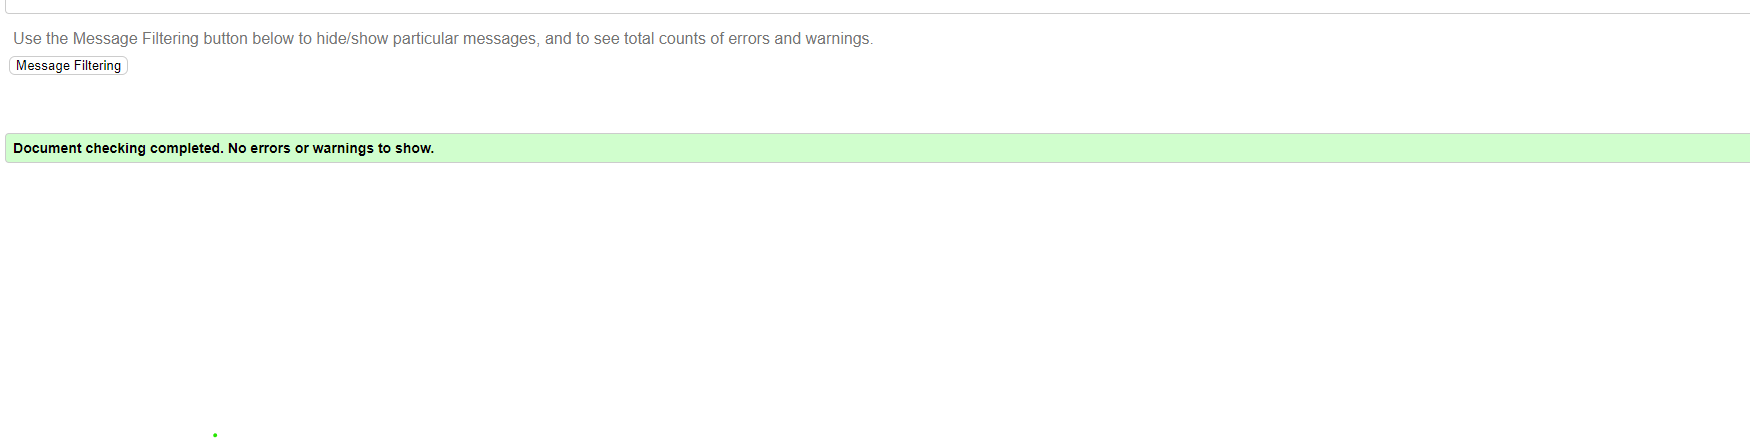 Use the Message Filtering button below to hide/show particular messages, and to see total counts of errors and warnings.
Message Filtering
Document checking completed. No errors or warnings to show.